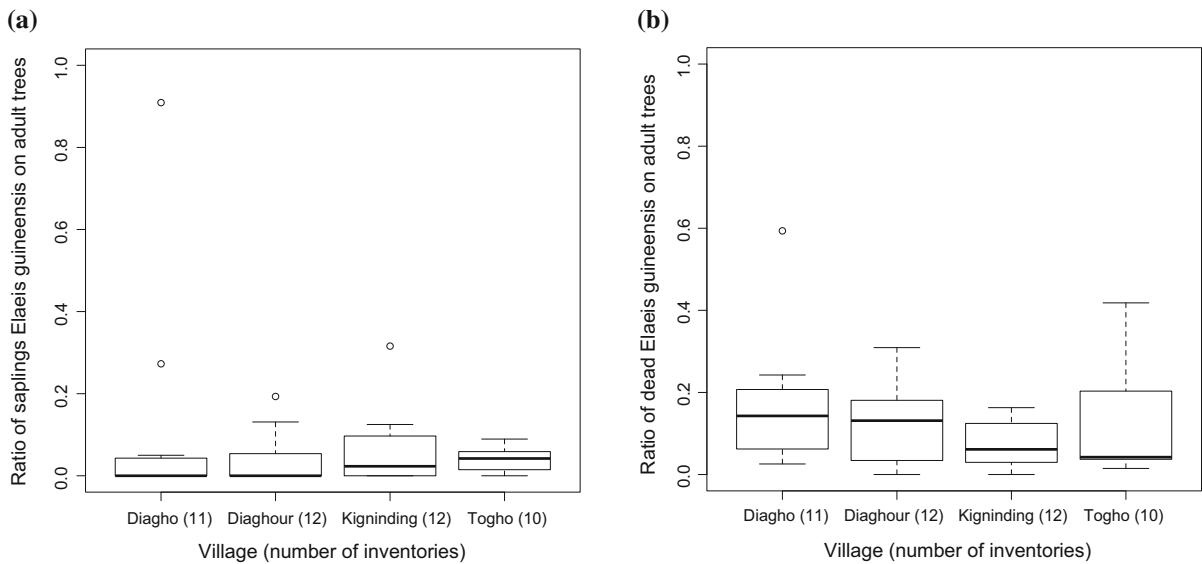 (a)
Ratio of saplings Elaeis guineensis on adult trees
1.0
0.8
0.6
0.4
0.2
0.0
Diagho (11) Diaghour (12) Kigninding (12) Togho (10)
Village (number of inventories)
(b)
Ratio of dead Elaeis guineensis on adult trees
1.0
0.8
0.6
0.4
0.2
0.0
Diagho (11) Diaghour (12) Kigninding (12) Togho (10)
Village (number of inventories)